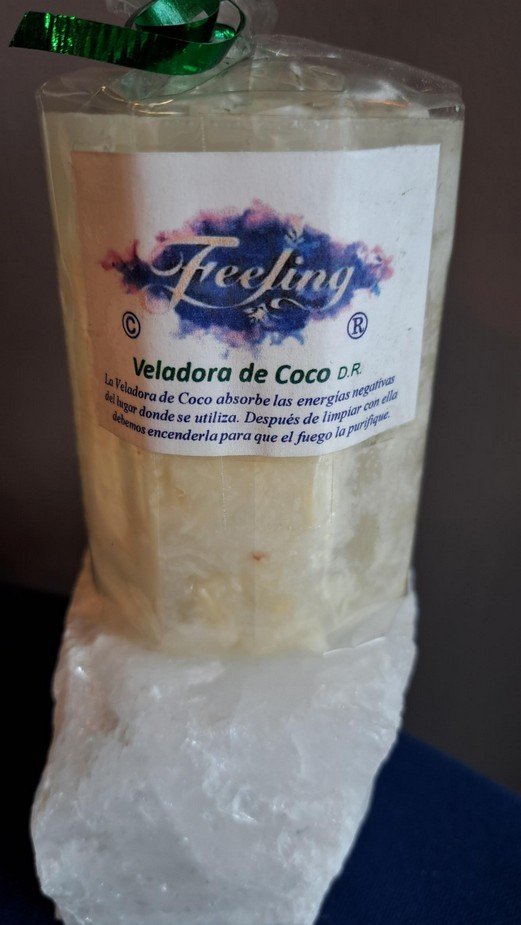 Feeling
© ®
Veladora de Coco D.R.
La Veladora de Coco absorbe las energías negativas
del lugar donde se utiliza. Después de limpiar con ella
debemos encenderla para que el fuego la purifique.